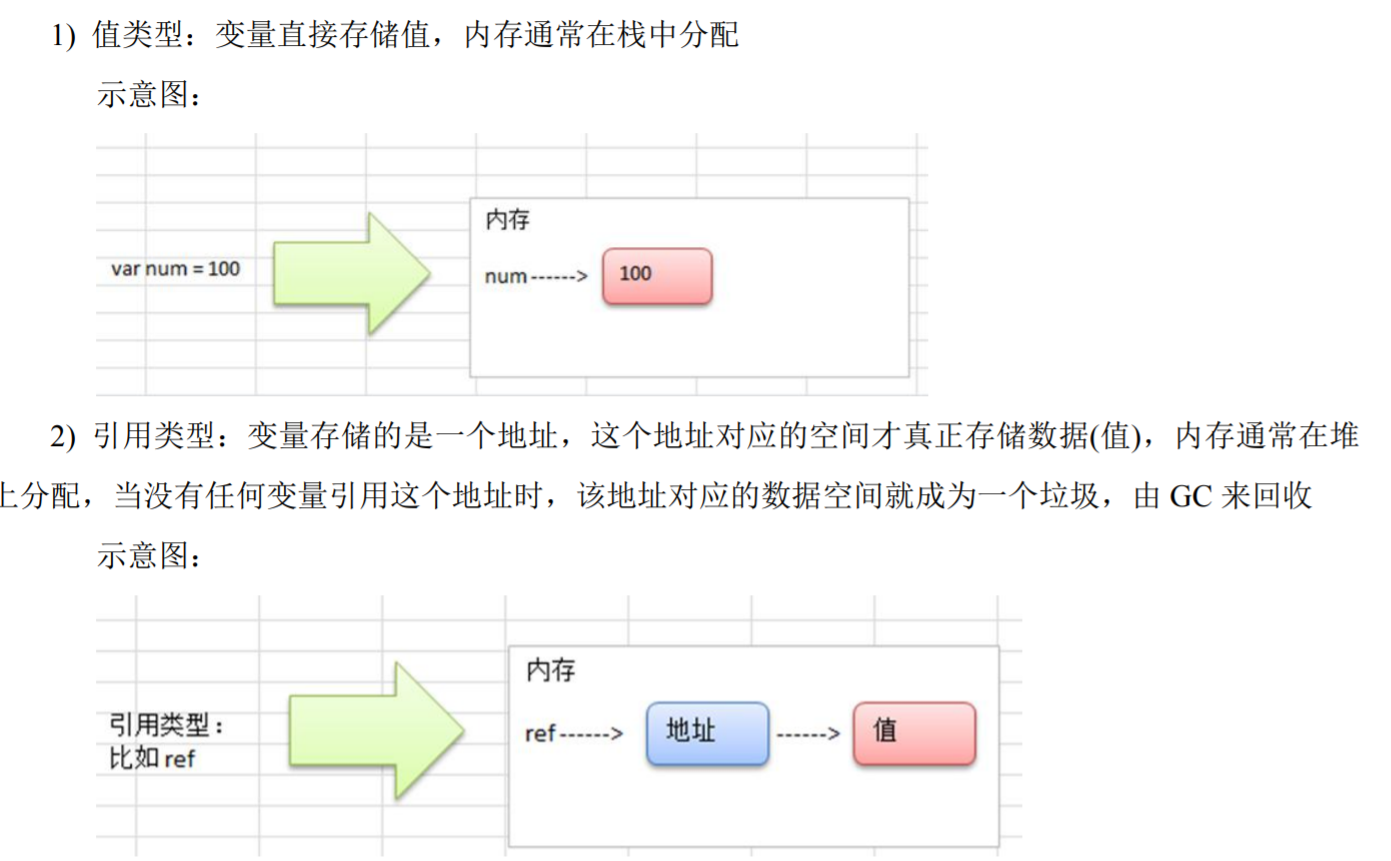 1) 值类型：变量直接存储值，内存通常在栈中分配
示意图：
var num = 100
内存
num ------> 100
2) 引用类型：变量存储的是一个地址，这个地址对应的空间才真正存储数据(值)，内存通常在堆
上分配，当没有任何变量引用这个地址时，该地址对应的数据空间就成为一个垃圾，由 GC 来回收
示意图：
引用类型：
比如 ref
内存
ref ------> 地址 ------> 值